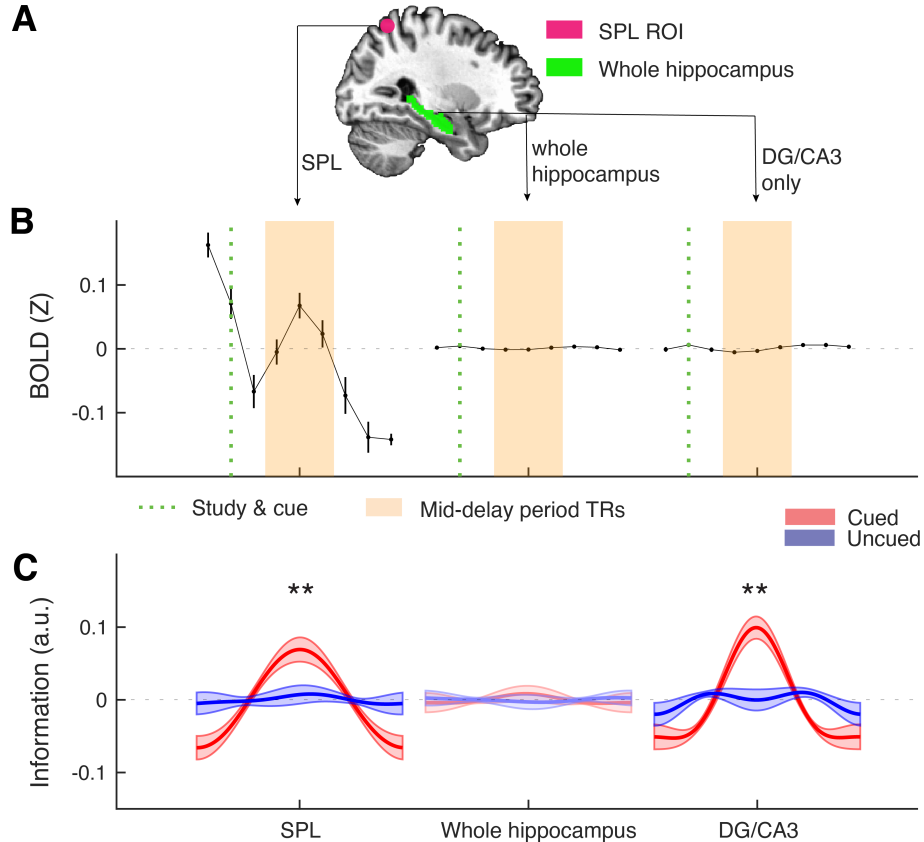 A
SPL ROI
Whole hippocampus
SPL
whole
hippocampus
DG/CA3
only
B
BOLD (Z)
0.1
0
-0.1
Study & cue
Mid-delay period TRs
Cued
Uncued
C
Information (a.u.)
0.1
0
-0.1
**
**
SPL
Whole hippocampus
DG/CA3